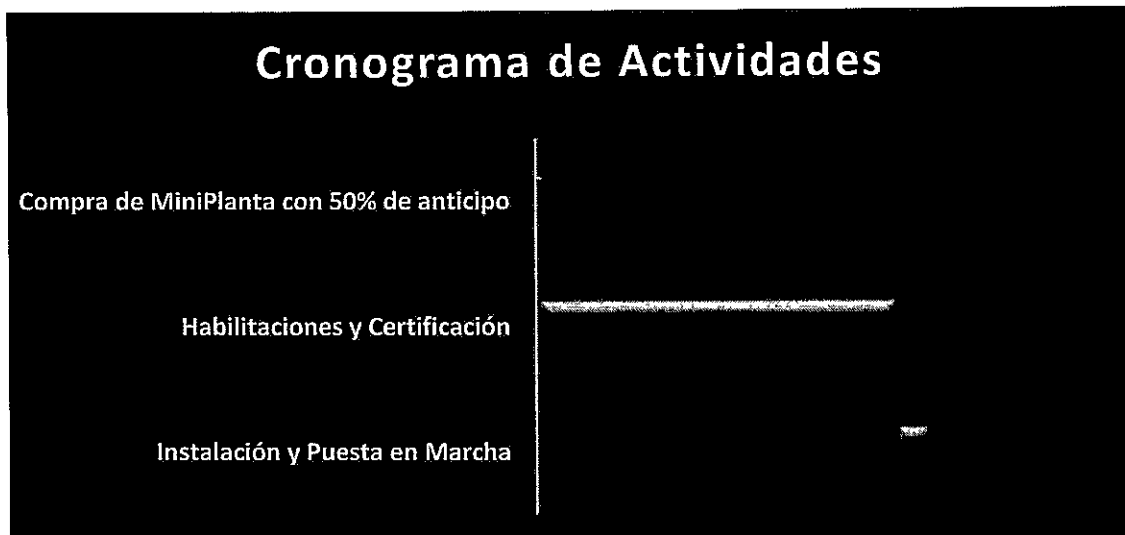 Cronograma de Actividades
Compra de MiniPlanta con 50% de anticipo
Habilitaciones y Certificación
Instalación y Puesta en Marcha